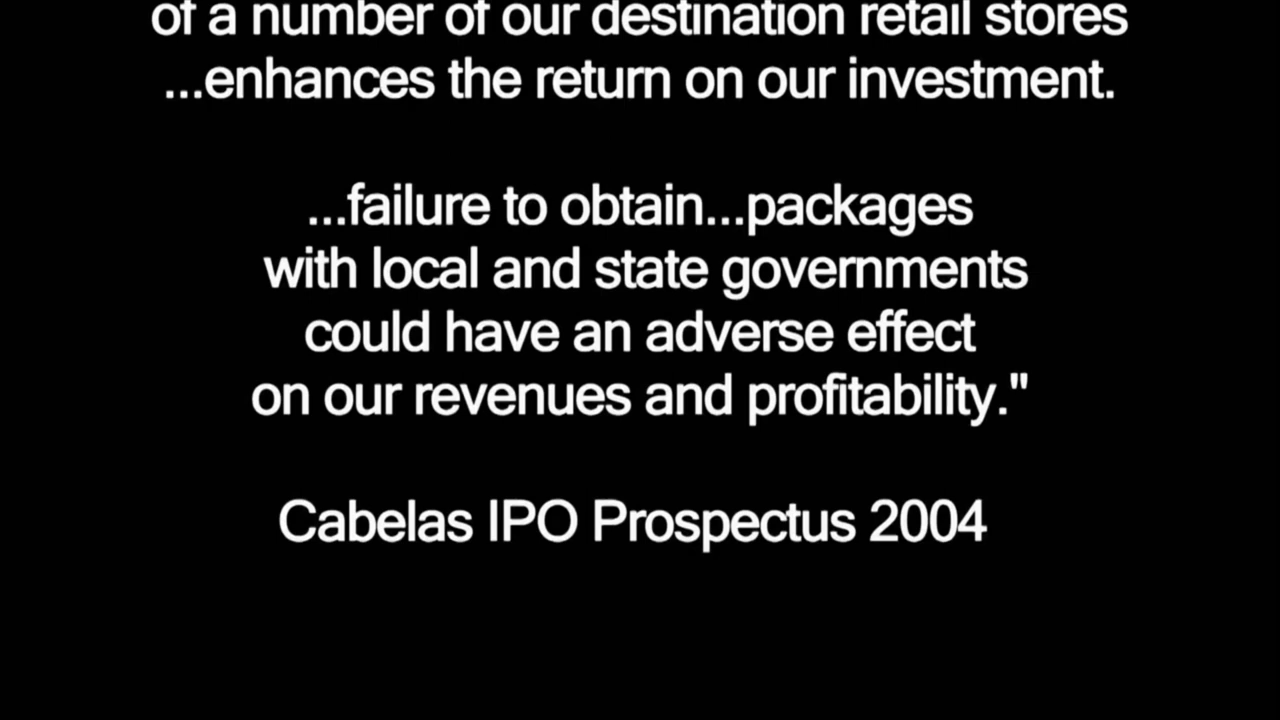 of a number of our destination retail stores
...enhances the return on our investment.
...failure to obtain...packages
with local and state governments
could have an adverse effect
on our revenues and profitability."
Cabelas IPO Prospectus 2004